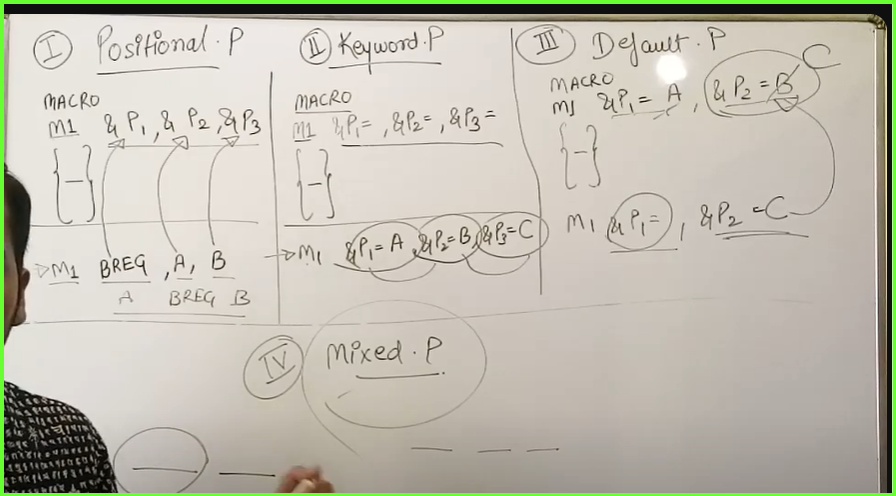 I Positional.P
MACRO
M1 &P1, & P2, &P3
{-}
M1 BREG, A, B
A BREG B
II Keyword.P
MACRO
M1 &P1=, &P2=, &P3=
{-}
M1 &P1=A, &P2=B, &P3=C
III Default.P
C
MACRO
M1 &P1=A, &P2=B
{-}
M1 &P1=, &P2=C
IV Mixed.P